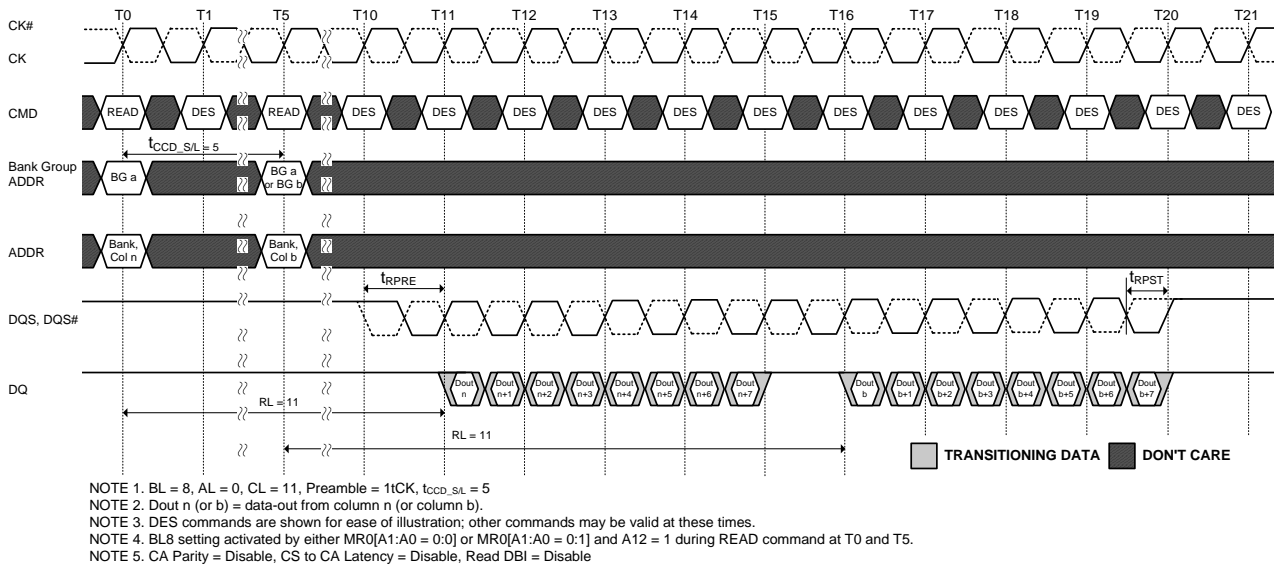 T0 T1 T5 T10 T11 T12 T13 T14 T15 T16 T17 T18 T19 T20 T21
CK#
CK
CMD READ DES READ DES DES DES DES DES DES DES DES DES DES DES DES
tCCD_S/L = 5
Bank Group
ADDR
BG a
BG a
or BG b
ADDR
Bank,
Col n
Bank,
Col b
tRPRE
tRPST
DQS, DQS#
DQ
Dout
n
Dout
n+1
Dout
n+2
Dout
n+3
Dout
n+4
Dout
n+5
Dout
n+6
Dout
n+7
Dout
b
Dout
b+1
Dout
b+2
Dout
b+3
Dout
b+4
Dout
b+5
Dout
b+6
Dout
b+7
RL = 11
RL = 11
TRANSITIONING DATA DON'T CARE
NOTE 1. BL = 8, AL = 0, CL = 11, Preamble = 1tCK, tCCD_S/L = 5
NOTE 2. Dout n (or b) = data-out from column n (or column b).
NOTE 3. DES commands are shown for ease of illustration; other commands may be valid at these times.
NOTE 4. BL8 setting activated by either MR0[A1:A0 = 0:0] or MR0[A1:A0 = 0:1] and A12 = 1 during READ command at T0 and T5.
NOTE 5. CA Parity = Disable, CS to CA Latency = Disable, Read DBI = Disable